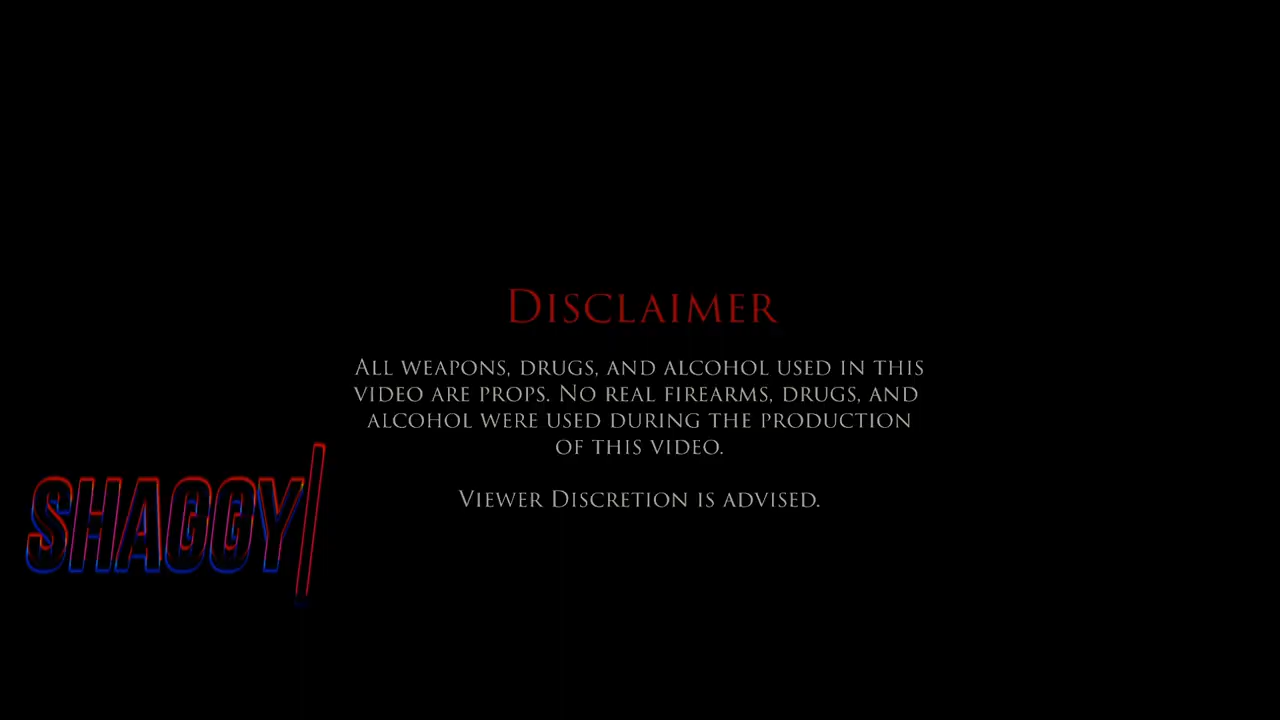 DISCLAIMER
ALL WEAPONS, DRUGS, AND ALCOHOL USED IN THIS
VIDEO ARE PROPS. NO REAL FIREARMS, DRUGS, AND
ALCOHOL WERE USED DURING THE PRODUCTION
OF THIS VIDEO.
VIEWER DISCRETION IS ADVISED.
SHAGGY